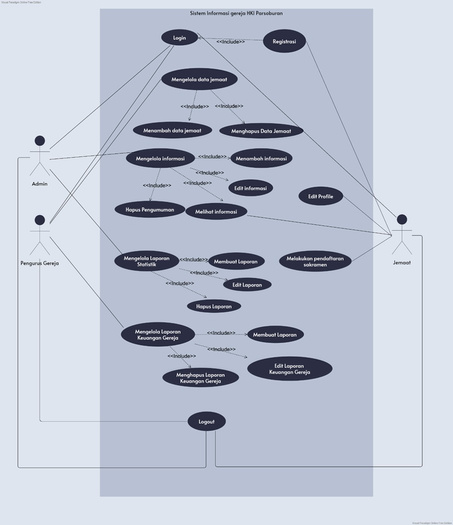 Sistem Informasi gereja HKI Parsoburan
Login
<<Include>>
Registrasi
Mengelola data jemaat
<<Include>>
<<Include>>
Menambah data jemaat
Menghapus Data Jemaat
Mengelola informasi
<<Include>>
Menambah informasi
<<Include>>
<<Include>>
Edit informasi
Edit Profile
Hapus Pengumuman
Melihat informasi
Admin
Pengurus Gereja
Jemaat
Mengelola Laporan
Statistik
<<Include>>
Membuat Laporan
Melakukan pendaftaran
sakramen
<<Include>>
<<Include>>
Edit Laporan
Hapus Laporan
Mengelola Laporan
Keuangan Gereja
<<Include>>
Membuat Laporan
<<Include>>
<<Include>>
Edit Laporan
Keuangan Gereja
Menghapus Laporan
Keuangan Gereja
Logout